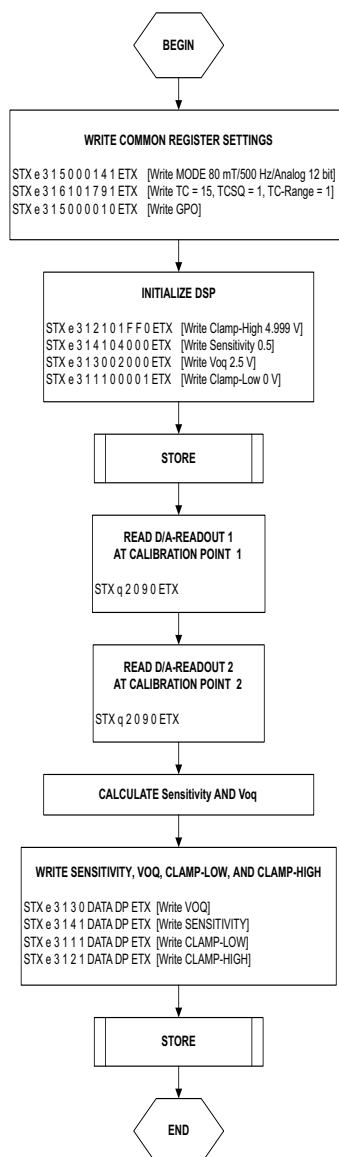 BEGIN
WRITE COMMON REGISTER SETTINGS
STX e 3 1 5 0 0 0 1 4 1 ETX [Write MODE 80 mT/500 Hz/Analog 12 bit]
STX e 3 1 6 1 0 1 7 9 1 ETX [Write TC = 15, TCSQ = 1, TC-Range = 1]
STX e 3 1 5 0 0 0 0 1 0 ETX [Write GPO]
INITIALIZE DSP
STX e 3 1 2 1 0 1 F F 0 ETX [Write Clamp-High 4.999 V]
STX e 3 1 4 1 0 4 0 0 0 ETX [Write Sensitivity 0.5]
STX e 3 1 3 0 0 2 0 0 0 ETX [Write Voq 2.5 V]
STX e 3 1 1 1 0 0 0 0 1 ETX [Write Clamp-Low 0 V]
STORE
READ D/A-READOUT 1
AT CALIBRATION POINT 1
STX q 2 0 9 0 ETX
READ D/A-READOUT 2
AT CALIBRATION POINT 2
STX q 2 0 9 0 ETX
CALCULATE Sensitivity AND Voq
WRITE SENSITIVITY, VOQ, CLAMP-LOW, AND CLAMP-HIGH
STX e 3 1 3 0 DATA DP ETX [Write VOQ]
STX e 3 1 4 1 DATA DP ETX [Write SENSITIVITY]
STX e 3 1 1 1 DATA DP ETX [Write CLAMP-LOW]
STX e 3 1 2 1 DATA DP ETX [Write CLAMP-HIGH]
STORE
END